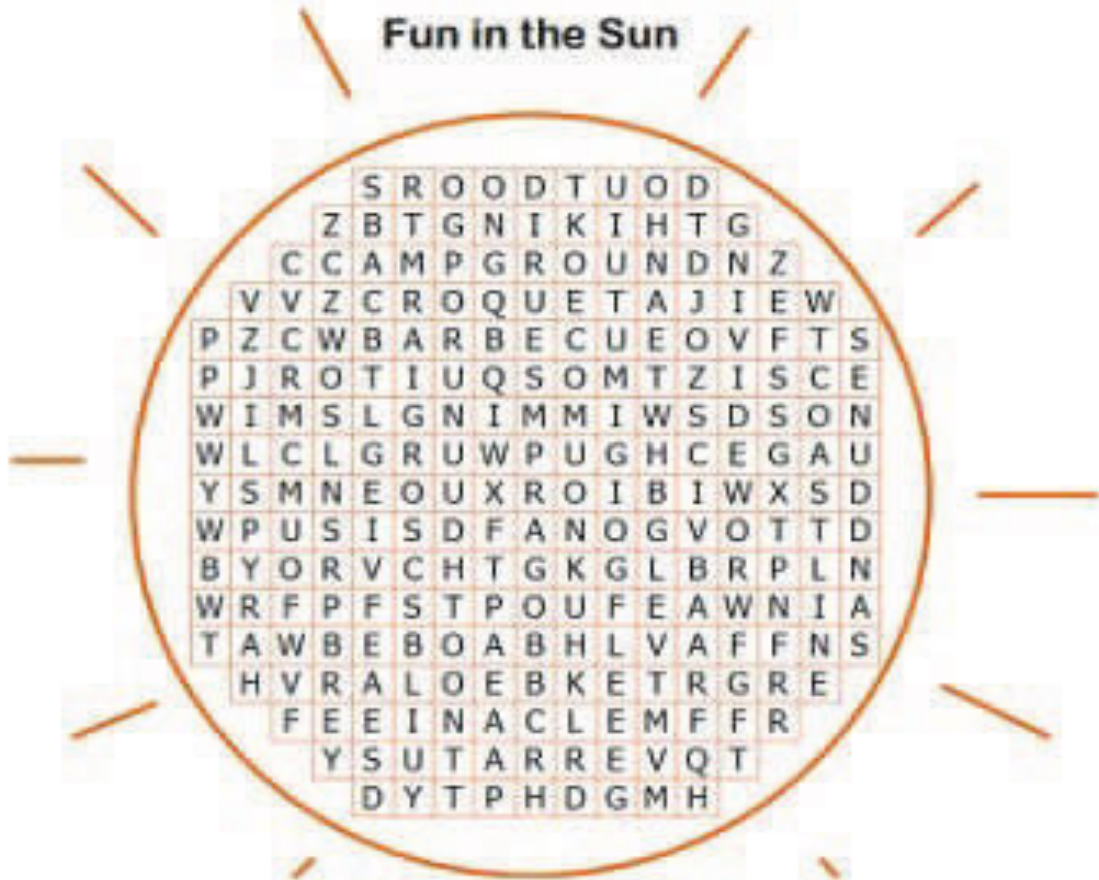 Fun in the Sun
S R O O D T U O D
Z B T G N I K I H T G
C C A M P G R O U N D N Z
V V Z C R O Q U E T A J I E W
P Z C W B A R B E C U E O V F T S
P J R O T I U Q S O M T Z I S C E
W I M S L G N I M M I W S D S O N
W L C L G R U W P U G H C E G A U
Y S M N E O U X R O I B I W X S D
W P U S I S D F A N O G V O T T D
B Y O R V C H T G K G L B R P L N
W R F P F S T P O U F E A W N I A
T A W B E B O A B H L V A F F N S
H V R A L O E B K E T R G R E
F E E I N A C L E M F F R
Y S U T A R R E V Q T
D Y T P H D G M H